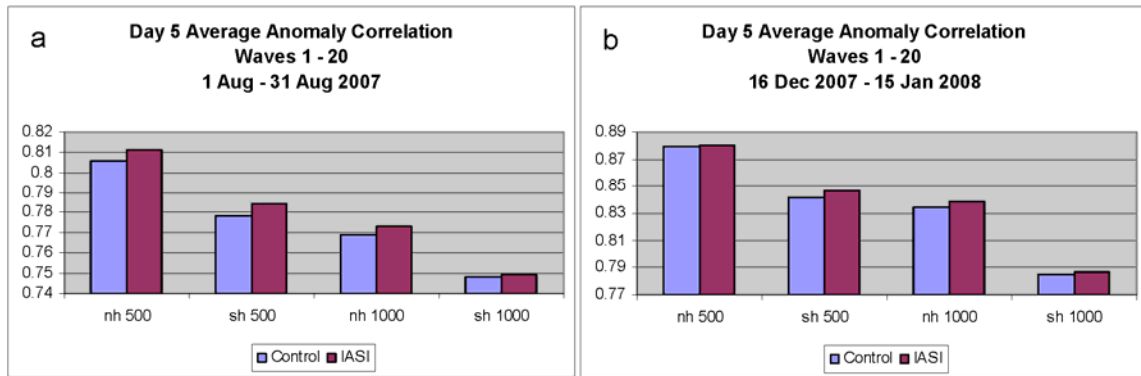 a
Day 5 Average Anomaly Correlation
Waves 1 - 20
1 Aug - 31 Aug 2007
0.82
0.81
0.8
0.79
0.78
0.77
0.76
0.75
0.74
nh 500 sh 500 nh 1000 sh 1000
Control IASI
b
Day 5 Average Anomaly Correlation
Waves 1 - 20
16 Dec 2007 - 15 Jan 2008
0.89
0.87
0.85
0.83
0.81
0.79
0.77
nh 500 sh 500 nh 1000 sh 1000
Control IASI